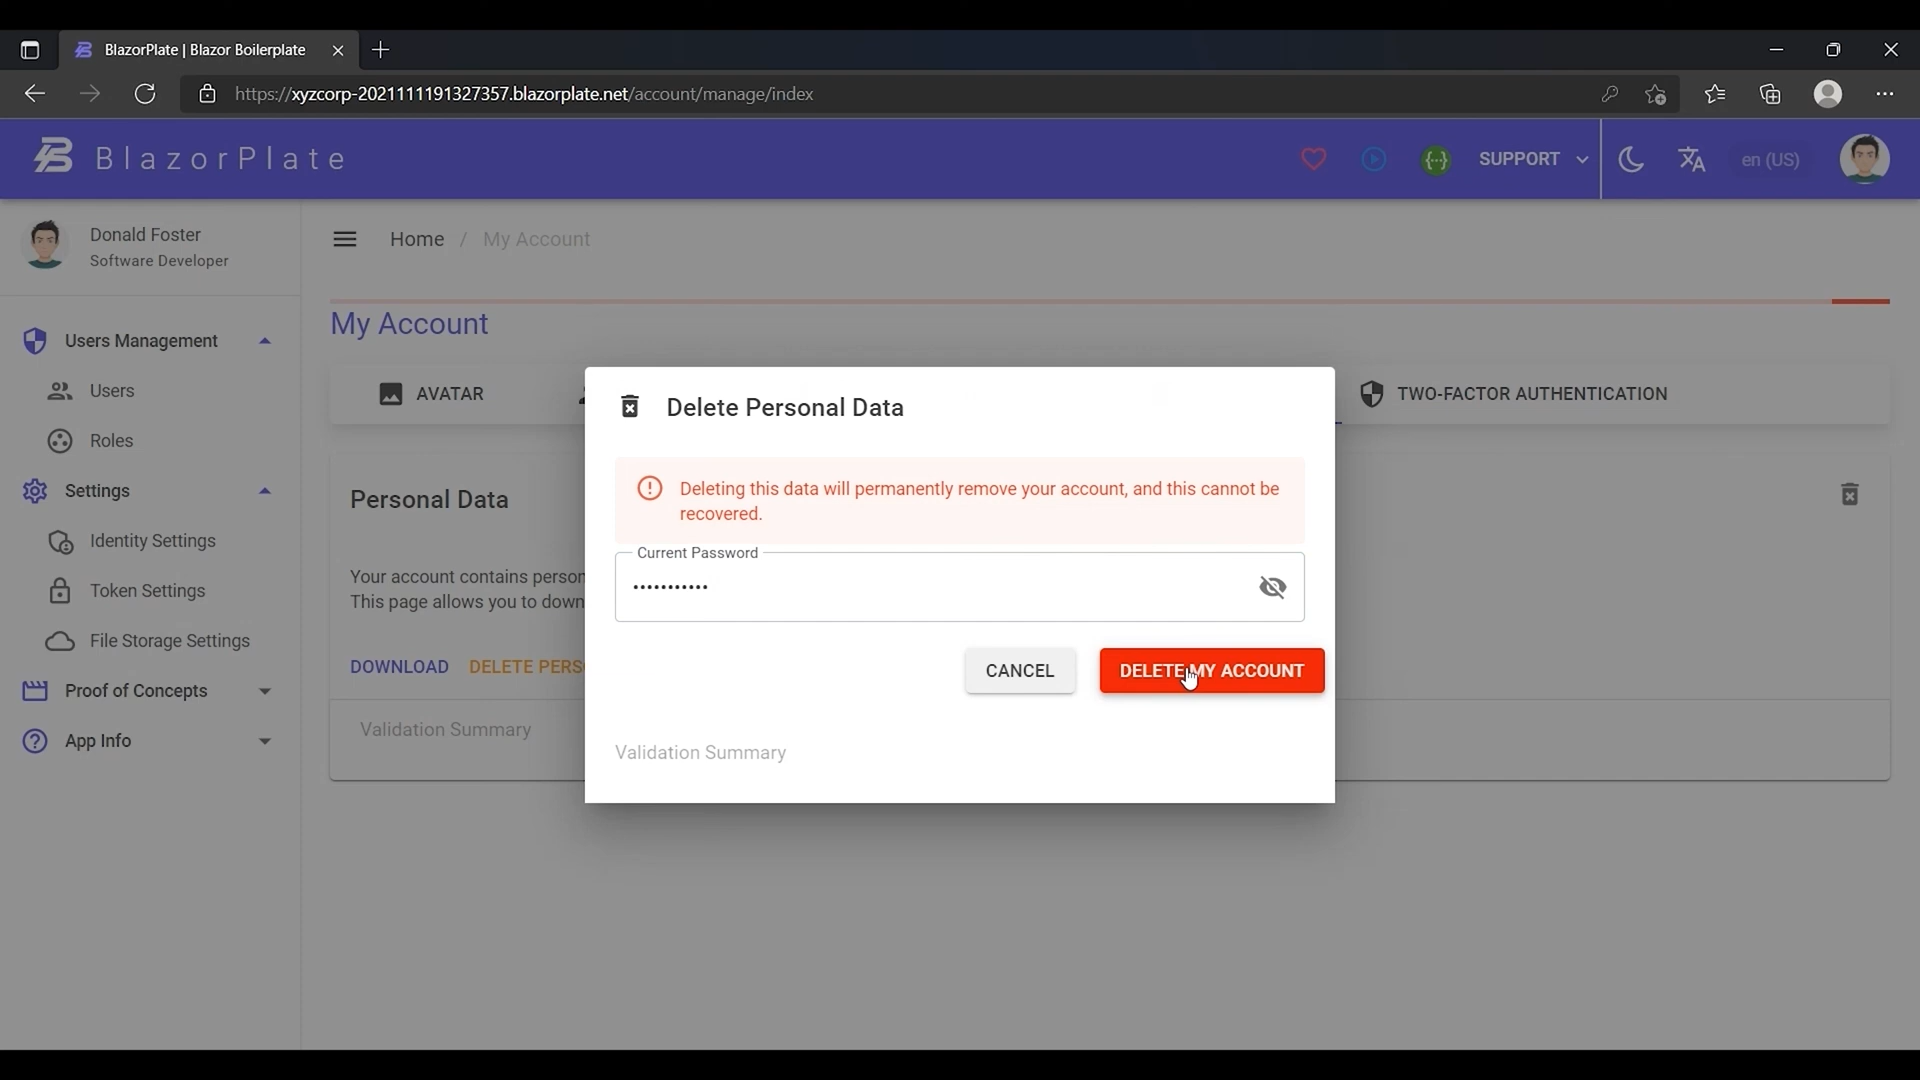 BlazorPlate | Blazor Boilerplate
https://xyzcorp-2021111191327357.blazorplate.net/account/manage/index
BlazorPlate
SUPPORT
en (US)
Donald Foster
Software Developer
Home / My Account
Users Management
Users
Roles
Settings
Identity Settings
Token Settings
File Storage Settings
Proof of Concepts
App Info
My Account
AVATAR
TWO-FACTOR AUTHENTICATION
Personal Data
Your account contains person
This page allows you to down
DOWNLOAD DELETE PERS
Validation Summary
Delete Personal Data
Deleting this data will permanently remove your account, and this cannot be
recovered.
Current Password
•••••••••••
CANCEL DELETE MY ACCOUNT
Validation Summary